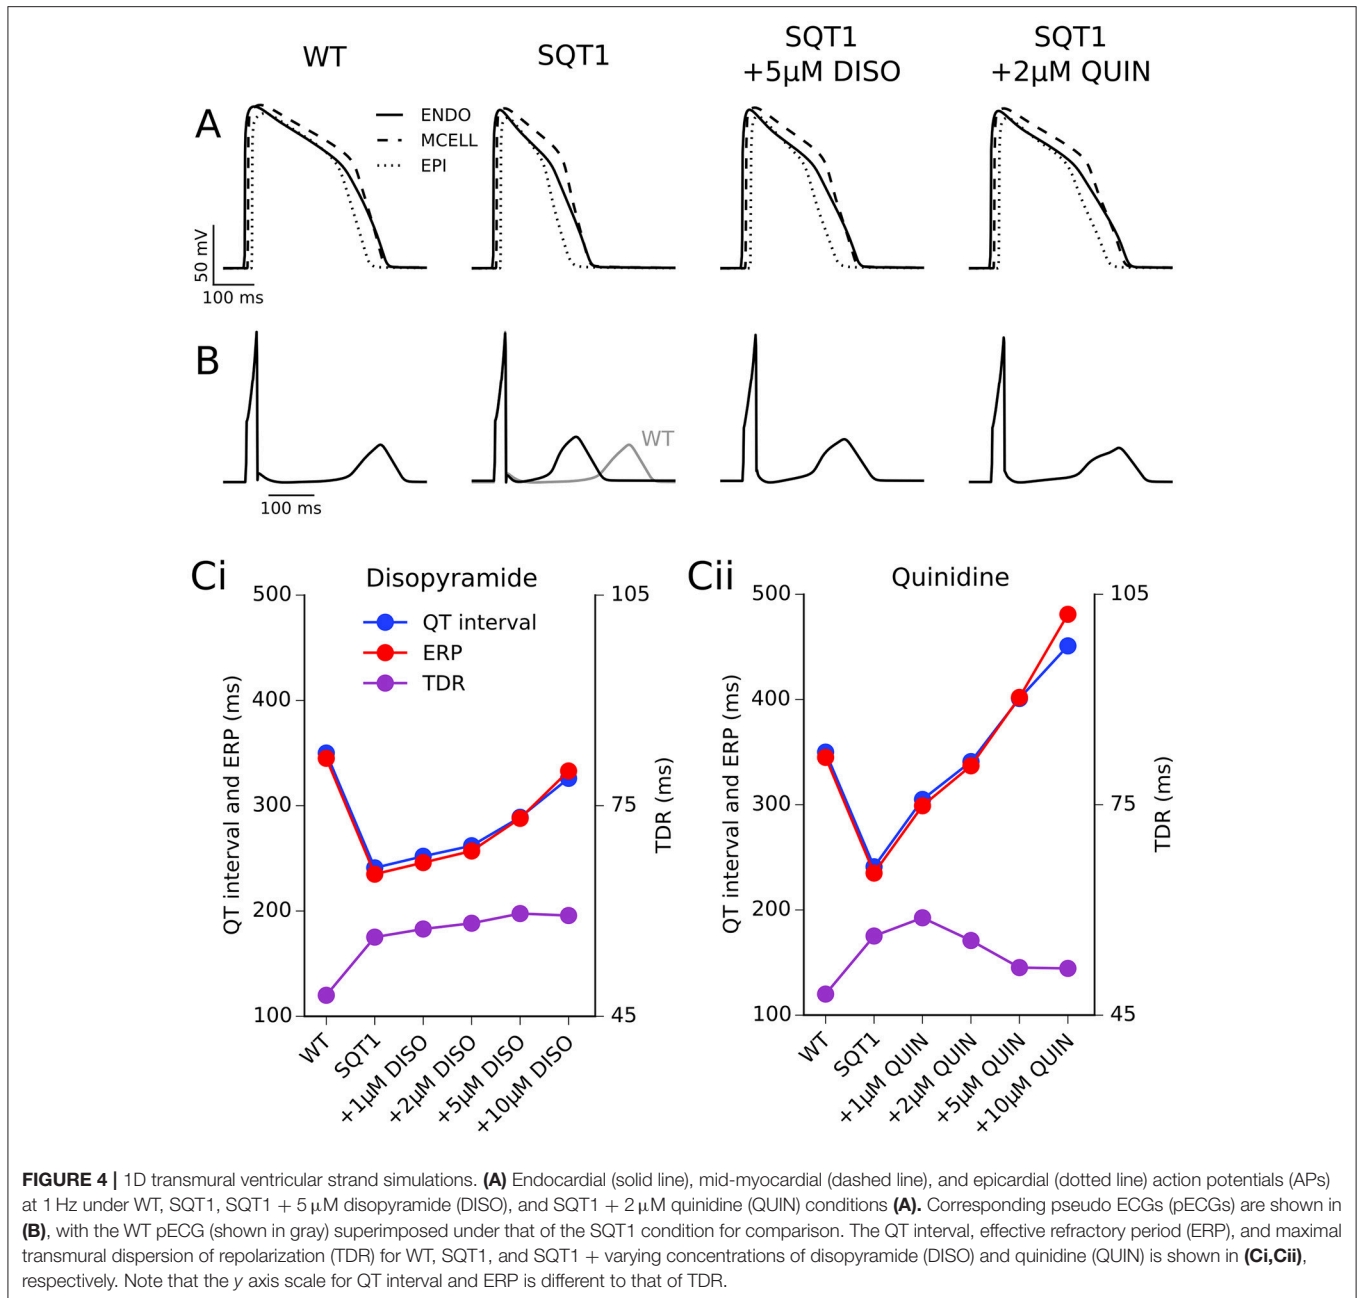 WT
SQT1
SQT1
+5µM DISO
SQT1
+2µM QUIN
A
ENDO
MCELL
EPI
50 mV
100 ms
B
WT
100 ms
Ci
Disopyramide
QT interval
ERP
TDR
QT interval and ERP (ms)
500
400
300
200
100
TDR (ms)
105
75
45
WT
SQT1
+1µM DISO
+2µM DISO
+5µM DISO
+10µM DISO
Cii
Quinidine
QT interval and ERP (ms)
500
400
300
200
100
TDR (ms)
105
75
45
WT
SQT1
+1µM QUIN
+2µM QUIN
+5µM QUIN
+10µM QUIN
FIGURE 4 | 1D transmural ventricular strand simulations. (A) Endocardial (solid line), mid-myocardial (dashed line), and epicardial (dotted line) action potentials (APs)
at 1 Hz under WT, SQT1, SQT1 + 5 µM disopyramide (DISO), and SQT1 + 2 µM quinidine (QUIN) conditions (A). Corresponding pseudo ECGs (pECGs) are shown in
(B), with the WT pECG (shown in gray) superimposed under that of the SQT1 condition for comparison. The QT interval, effective refractory period (ERP), and maximal
transmural dispersion of repolarization (TDR) for WT, SQT1, and SQT1 + varying concentrations of disopyramide (DISO) and quinidine (QUIN) is shown in (Ci,Cii),
respectively. Note that the y axis scale for QT interval and ERP is different to that of TDR.